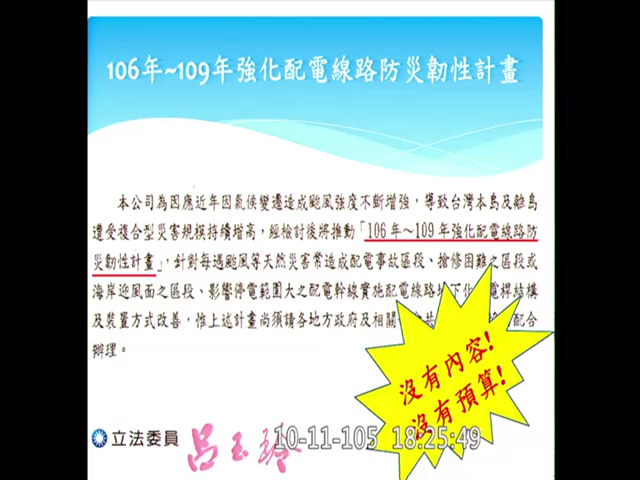 106年~109年強化配電線路防災韌性計畫
本公司為因應近年因氣候變遷造成颱風強度不斷增強，導致台灣本島及離島
遭受複合型災害規模持續增高，經檢討後將推動「106年～109年強化配電線路防
災韌性計畫」，針對每遇颱風等天然災害常造成配電事故區段、搶修困難之區段或
海岸迎風面之區段、影響停電範圍大之配電幹線實施配電線路 下 電桿結構
及裝置方式改善，惟上述計畫尚須請各地方政府及相關 配合
辦理。
沒有內容!
沒有預算!
立法委員 呂玉玲
10-11-105 18:25:49